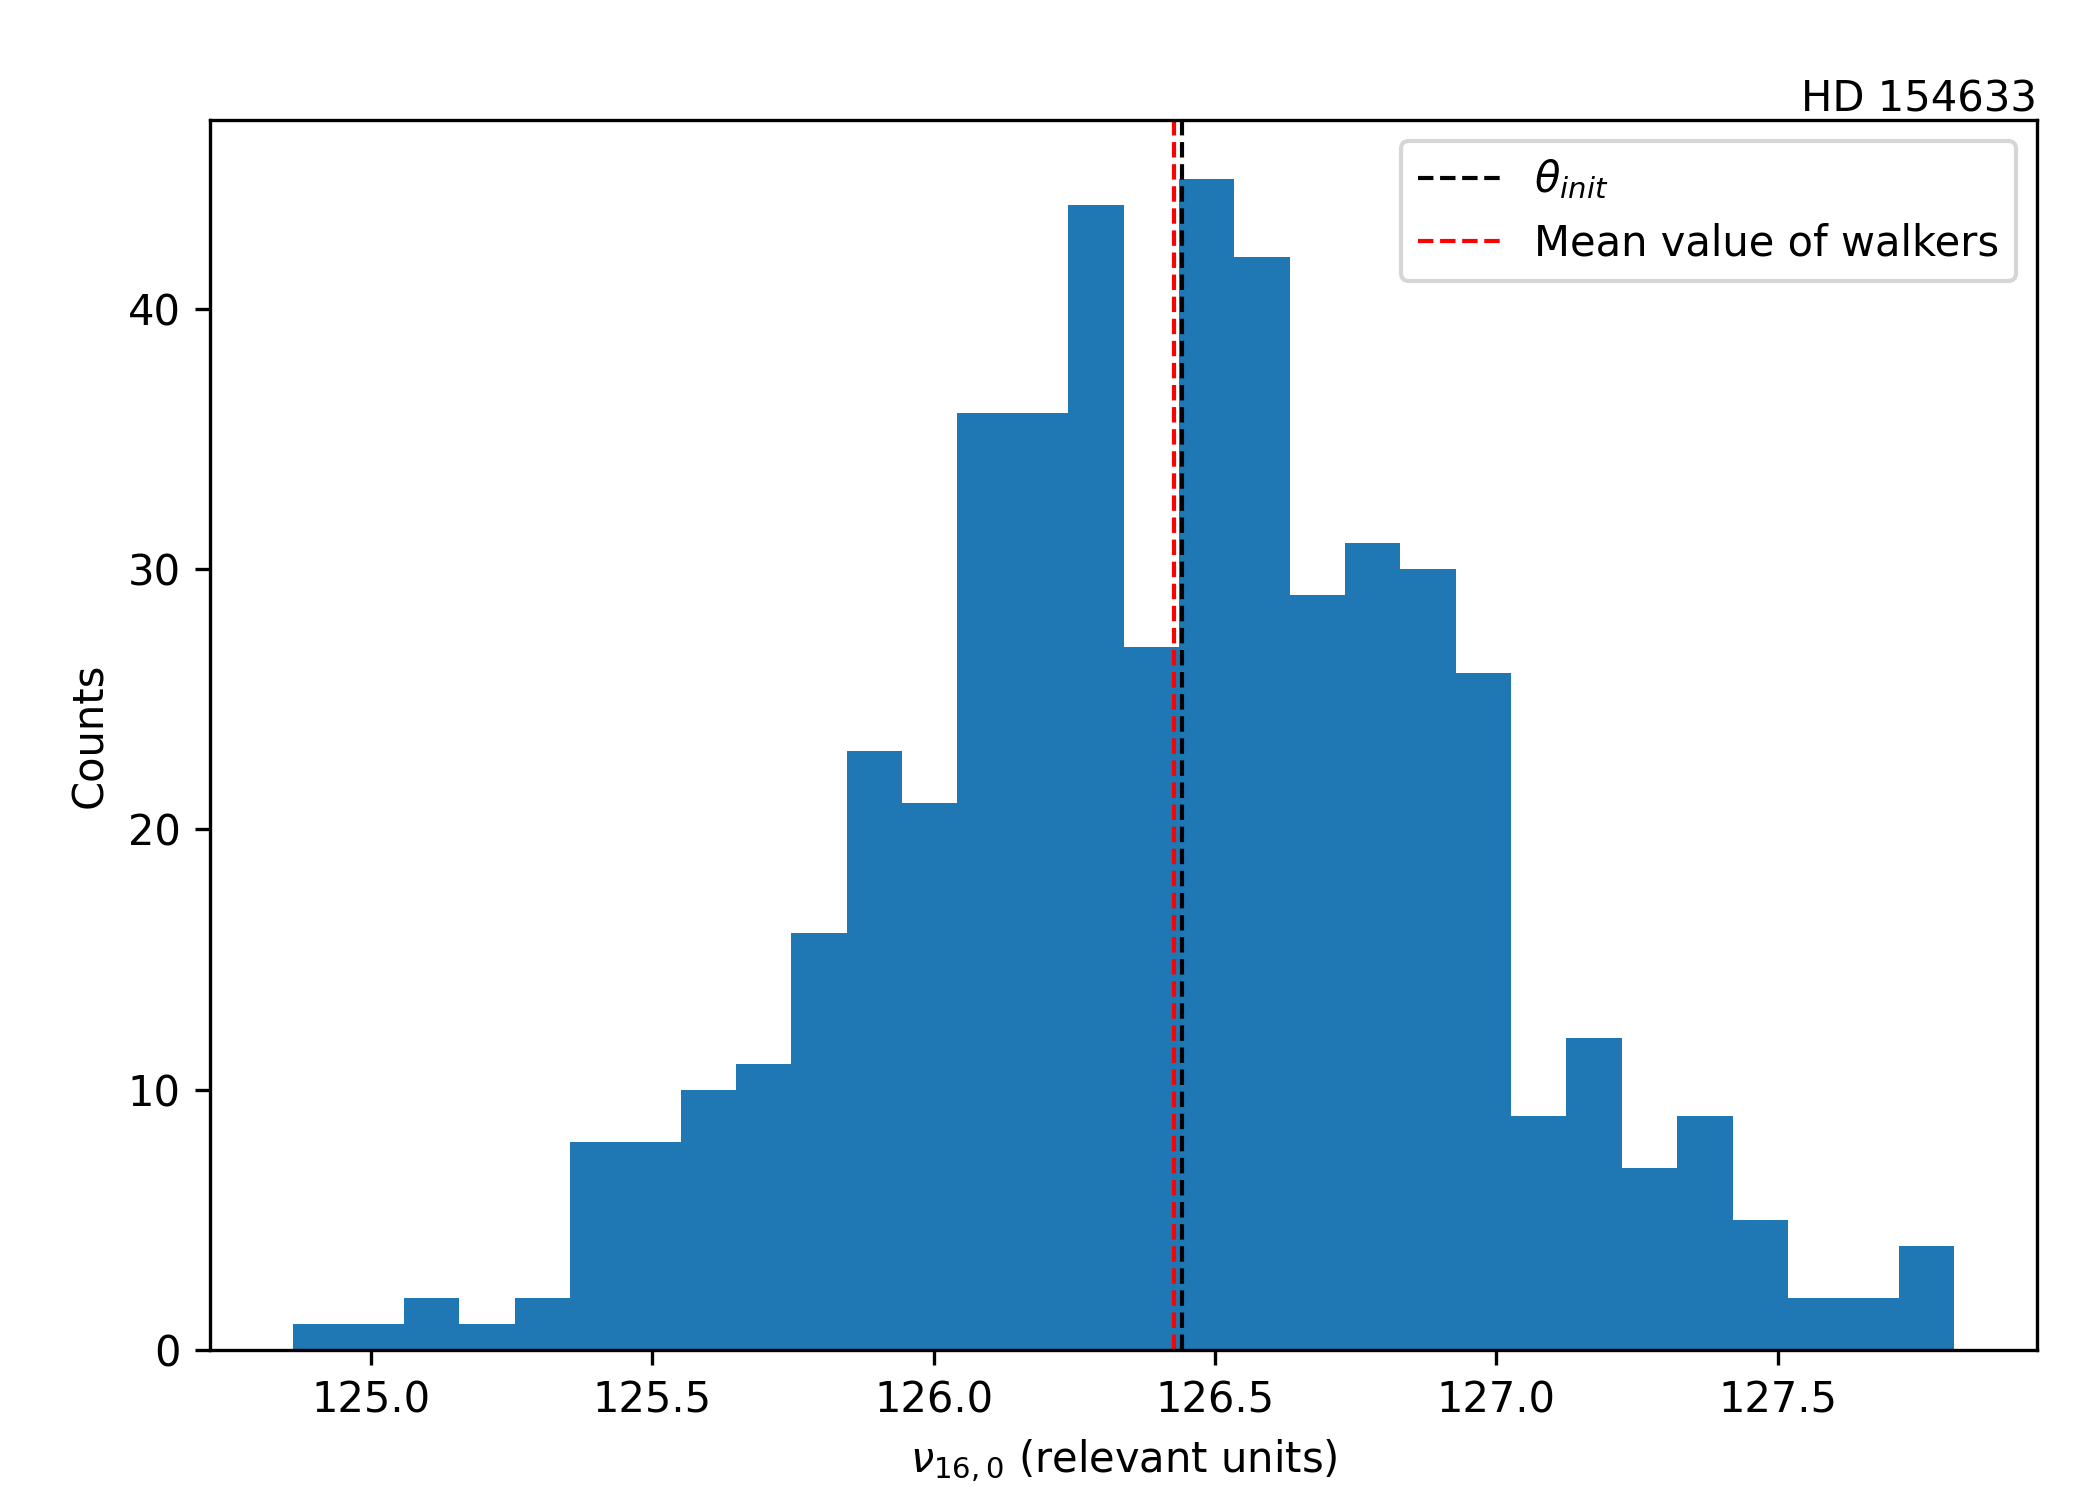 HD 154633
θinit
Mean value of walkers
Counts
40
30
20
10
0
125.0 125.5 126.0 126.5 127.0 127.5
ν16, 0 (relevant units)